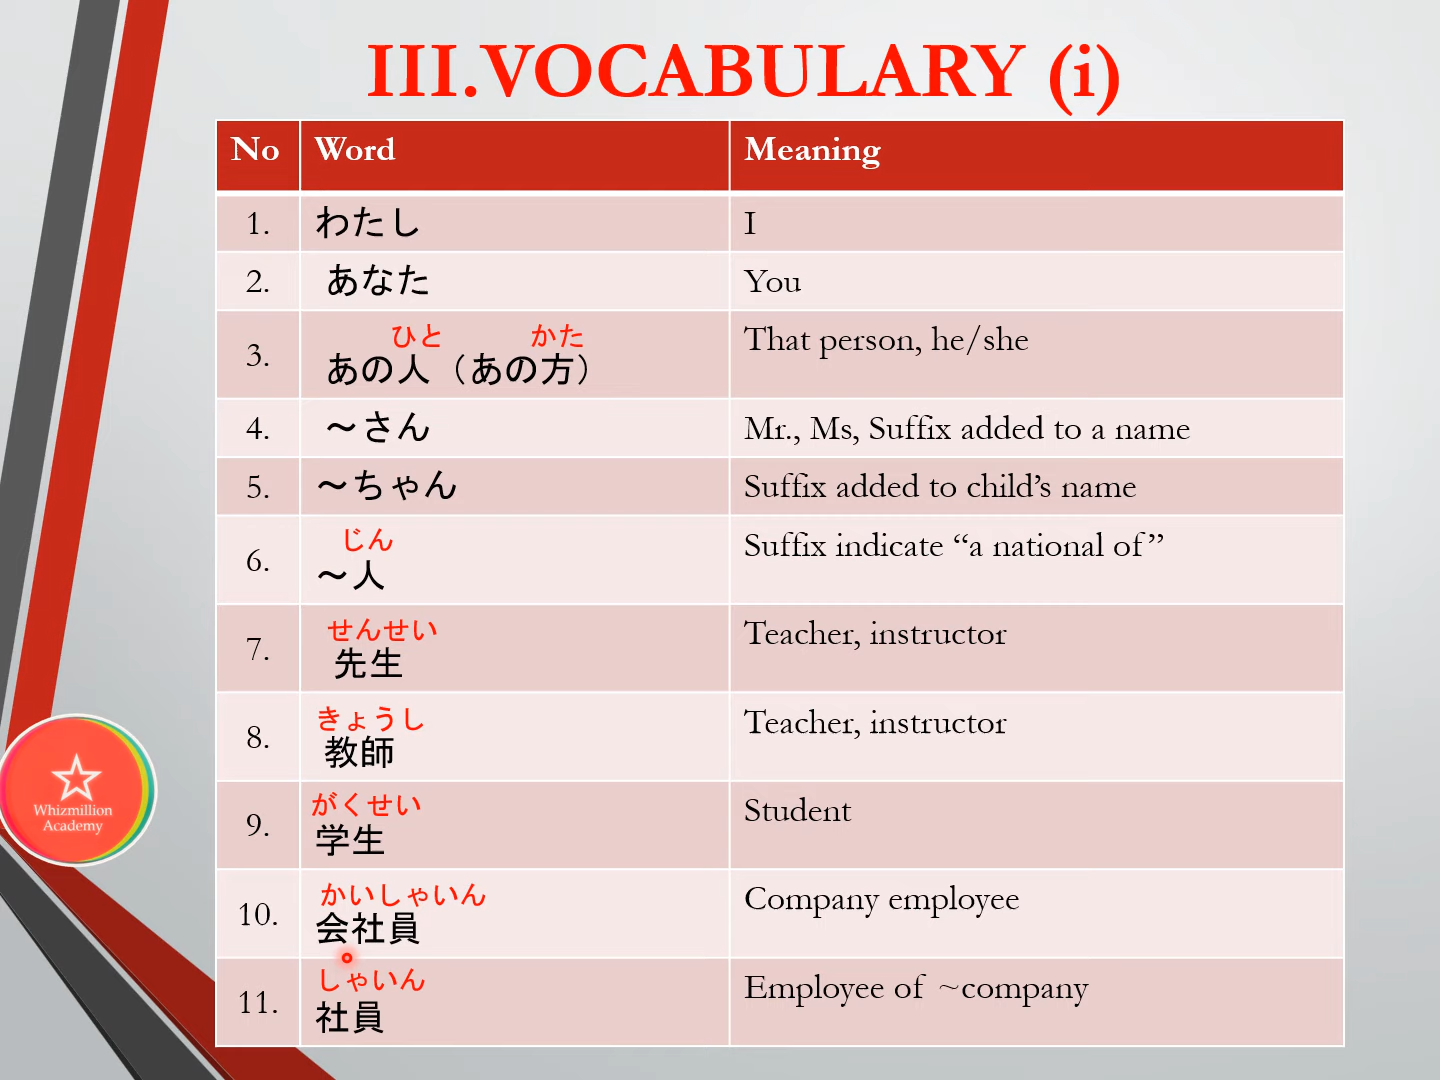 III.VOCABULARY (i)
No Word Meaning
1. わたし I
2. あなた You
ひと かた
3. あの人（あの方） That person, he/she
4. ～さん Mr., Ms, Suffix added to a name
5. ～ちゃん Suffix added to child’s name
じん
6. ～人 Suffix indicate “a national of”
せんせい
7. 先生 Teacher, instructor
きょうし
8. 教師 Teacher, instructor
がくせい
9. 学生 Student
かいしゃいん
10. 会社員 Company employee
しゃいん
11. 社員 Employee of ~company
Whizmillion
Academy